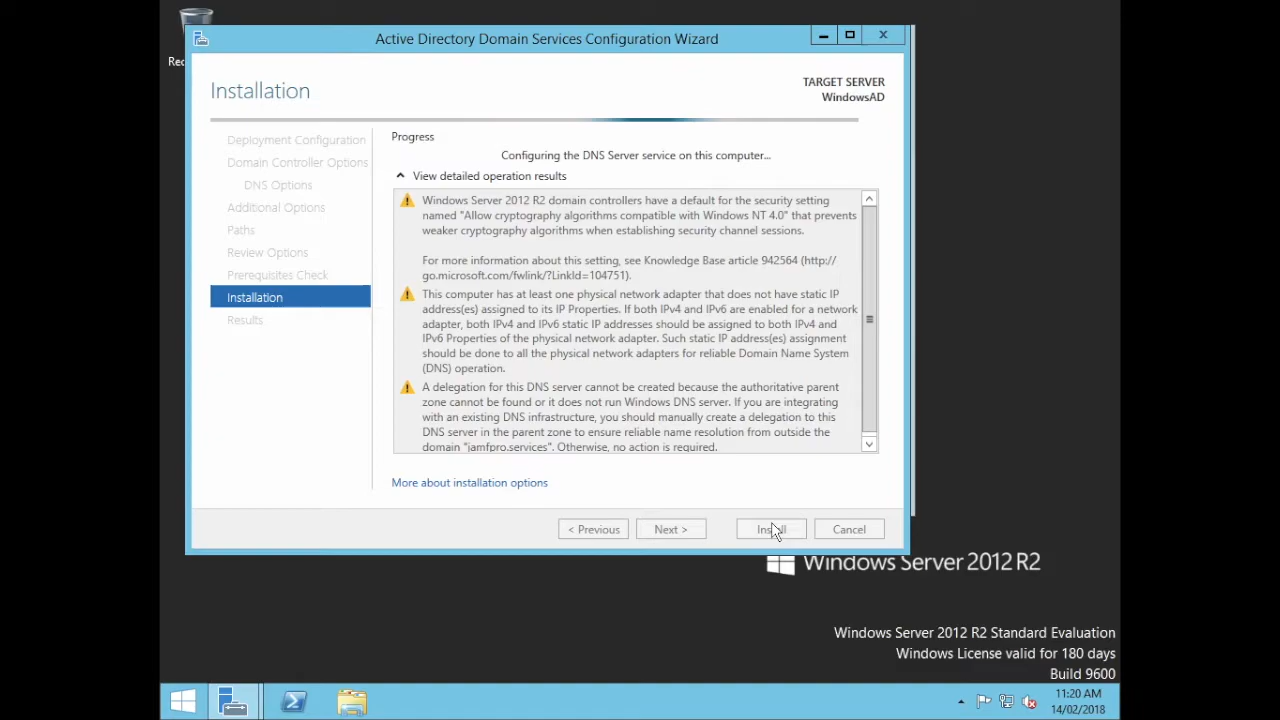 Rec
Active Directory Domain Services Configuration Wizard
Installation
TARGET SERVER
WindowsAD
Deployment Configuration
Domain Controller Options
DNS Options
Additional Options
Paths
Review Options
Prerequisites Check
Installation
Results
Progress
Configuring the DNS Server service on this computer...
View detailed operation results
Windows Server 2012 R2 domain controllers have a default for the security setting
named "Allow cryptography algorithms compatible with Windows NT 4.0" that prevents
weaker cryptography algorithms when establishing security channel sessions.
For more information about this setting, see Knowledge Base article 942564 (http://
go.microsoft.com/fwlink/?LinkId=104751).
This computer has at least one physical network adapter that does not have static IP
address(es) assigned to its IP Properties. If both IPv4 and IPv6 are enabled for a network
adapter, both IPv4 and IPv6 static IP addresses should be assigned to both IPv4 and
IPv6 Properties of the physical network adapter. Such static IP address(es) assignment
should be done to all the physical network adapters for reliable Domain Name System
(DNS) operation.
A delegation for this DNS server cannot be created because the authoritative parent
zone cannot be found or it does not run Windows DNS server. If you are integrating
with an existing DNS infrastructure, you should manually create a delegation to this
DNS server in the parent zone to ensure reliable name resolution from outside the
domain "jamfpro.services". Otherwise, no action is required.
More about installation options
< Previous
Next >
Install
Cancel
Windows Server 2012 R2
Windows Server 2012 R2 Standard Evaluation
Windows License valid for 180 days
Build 9600
11:20 AM
14/02/2018